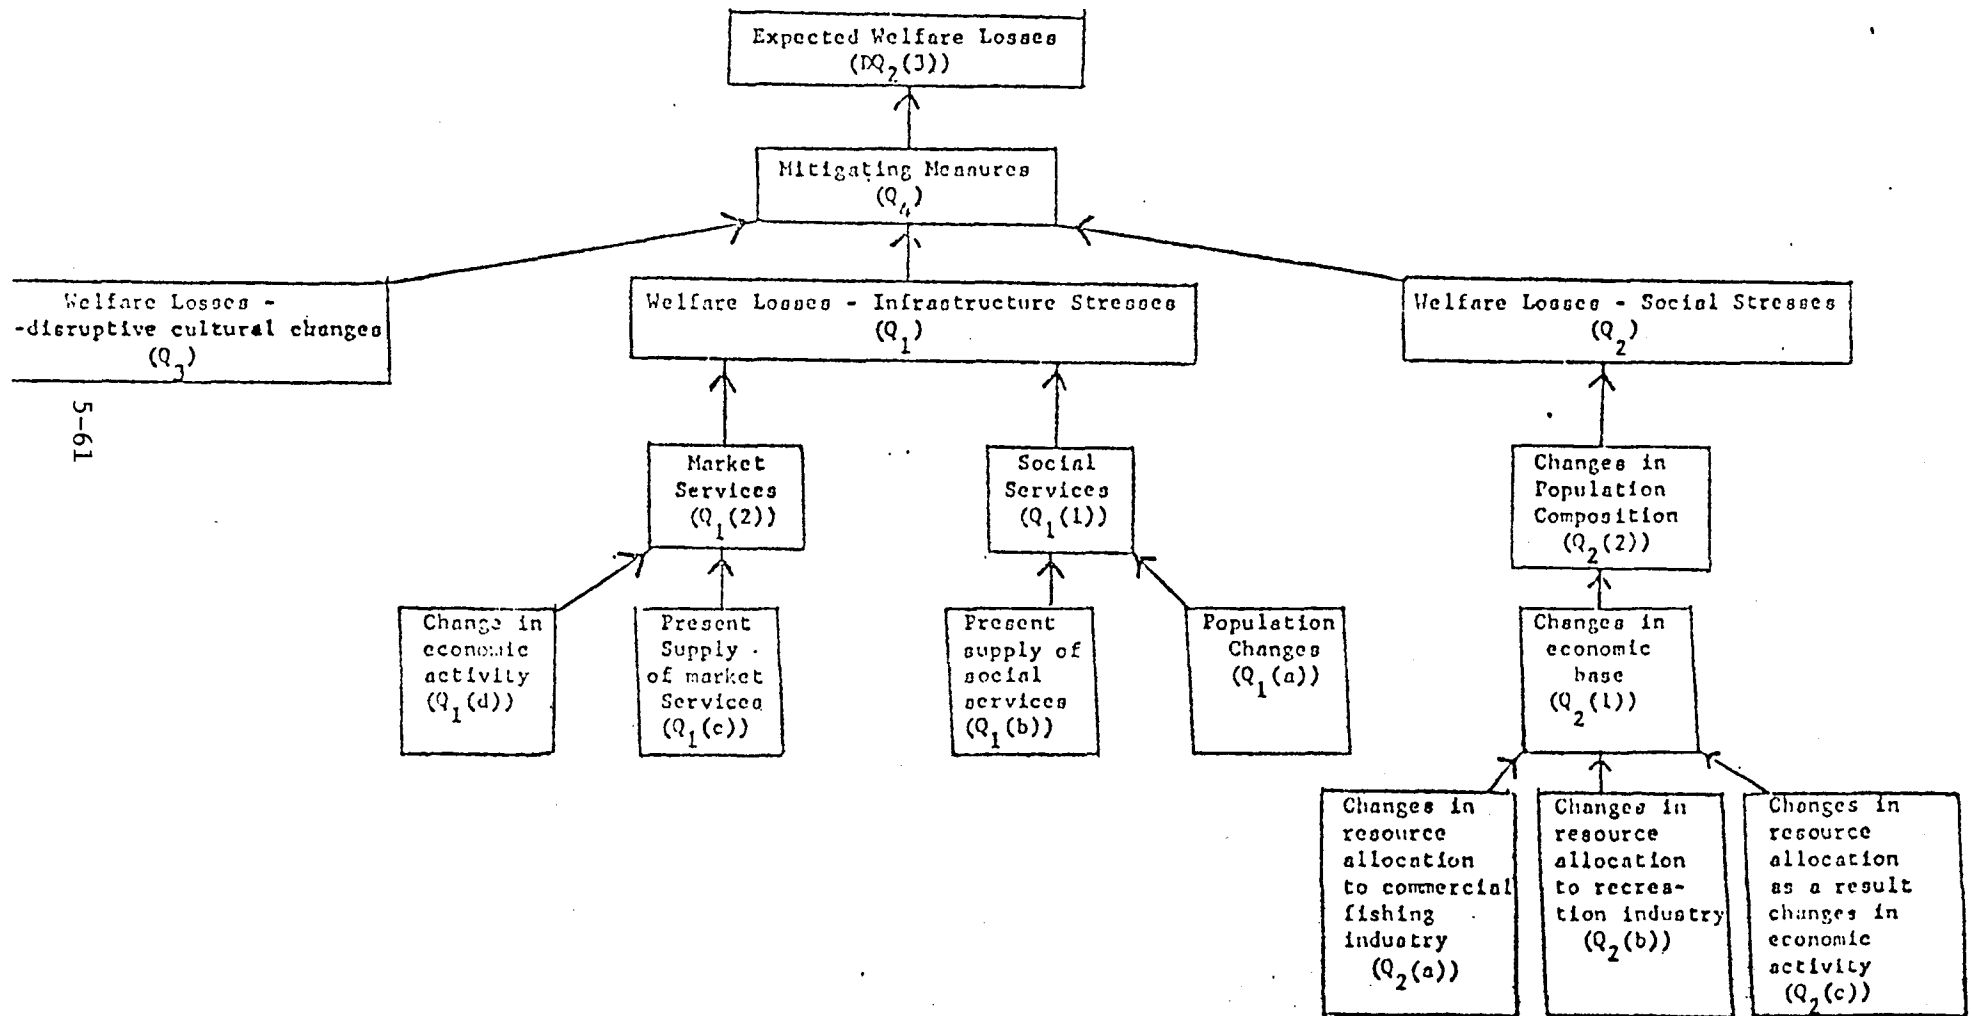 Expected Welfare Losses
(DQ2(3))
Mitigating Measures
(Q4)
Welfare Losses -
-disruptive cultural changes
(Q3)
Welfare Losses - Infrastructure Stresses
(Q1)
Welfare Losses - Social Stresses
(Q2)
5-61
Market
Services
(Q1(2))
Social
Services
(Q1(1))
Changes in
Population
Composition
(Q2(2))
Change in
economic
activity
(Q1(d))
Present
Supply
of market
Services
(Q1(c))
Present
supply of
social
services
(Q1(b))
Population
Changes
(Q1(a))
Changes in
economic
base
(Q2(1))
Changes in
resource
allocation
to commercial
fishing
industry
(Q2(a))
Changes in
resource
allocation
to recrea-
tion industry
(Q2(b))
Changes in
resource
allocation
as a result
changes in
economic
activity
(Q2(c))